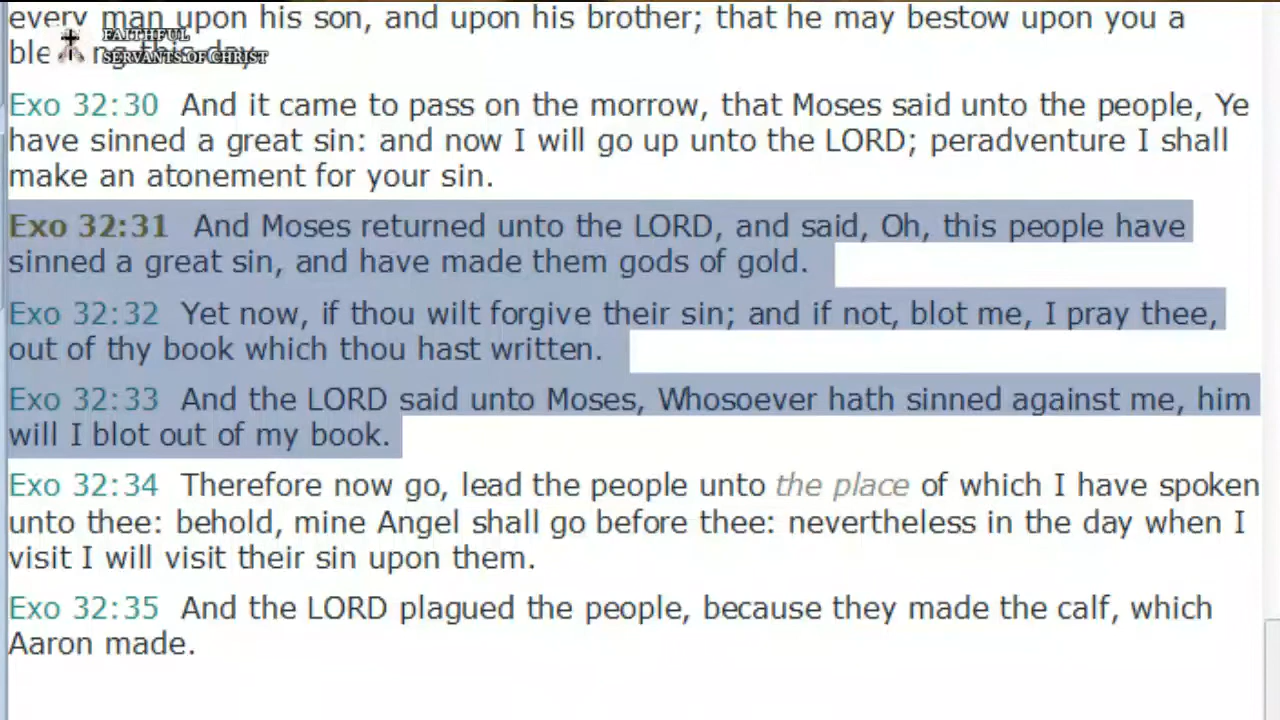 every man upon his son, and upon his brother; that he may bestow upon you a
FAITHFUL
SERVANTS OF CHRIST
this day.
Exo 32:30 And it came to pass on the morrow, that Moses said unto the people, Ye
have sinned a great sin: and now I will go up unto the LORD; peradventure I shall
make an atonement for your sin.
Exo 32:31 And Moses returned unto the LORD, and said, Oh, this people have
sinned a great sin, and have made them gods of gold.
Exo 32:32 Yet now, if thou wilt forgive their sin; and if not, blot me, I pray thee,
out of thy book which thou hast written.
Exo 32:33 And the LORD said unto Moses, Whosoever hath sinned against me, him
will I blot out of my book.
Exo 32:34 Therefore now go, lead the people unto the place of which I have spoken
unto thee: behold, mine Angel shall go before thee: nevertheless in the day when I
visit I will visit their sin upon them.
Exo 32:35 And the LORD plagued the people, because they made the calf, which
Aaron made.